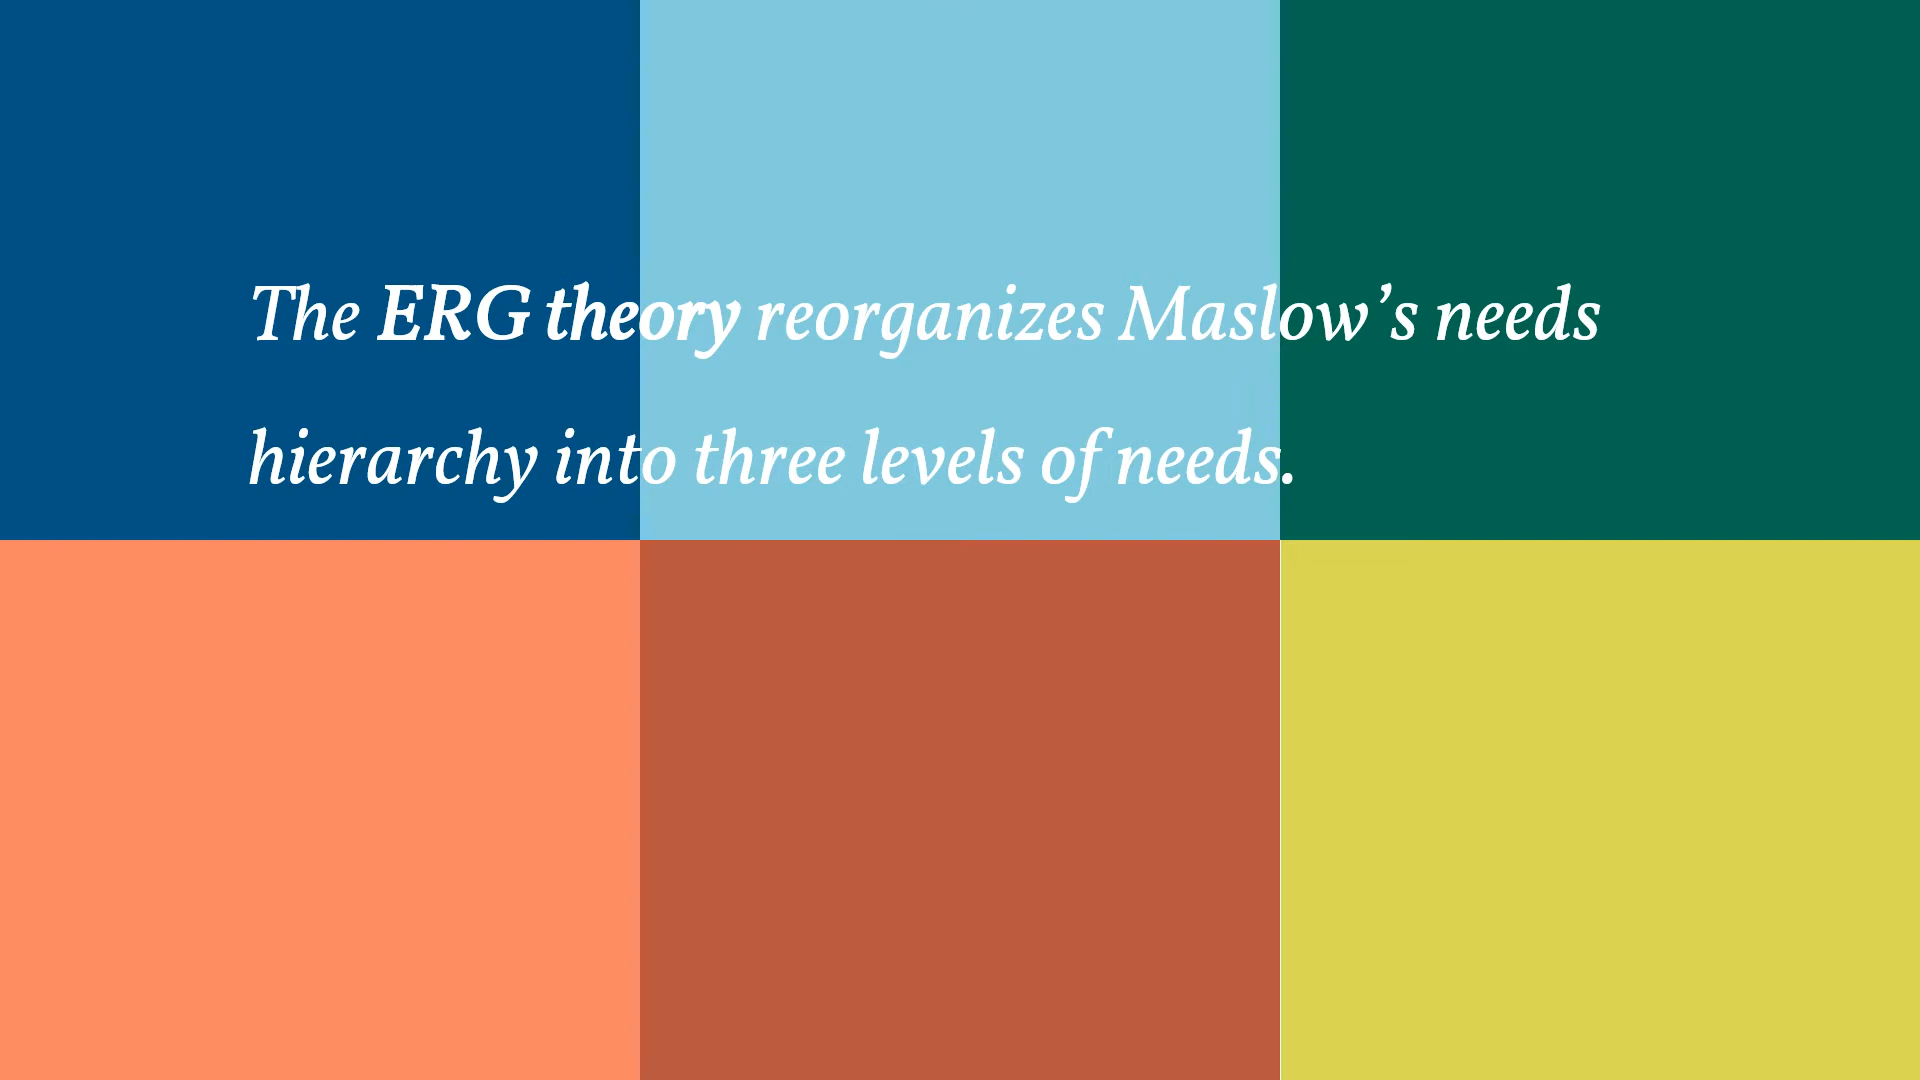 The ERG theory reorganizes Maslow’s needs
hierarchy into three levels of needs.